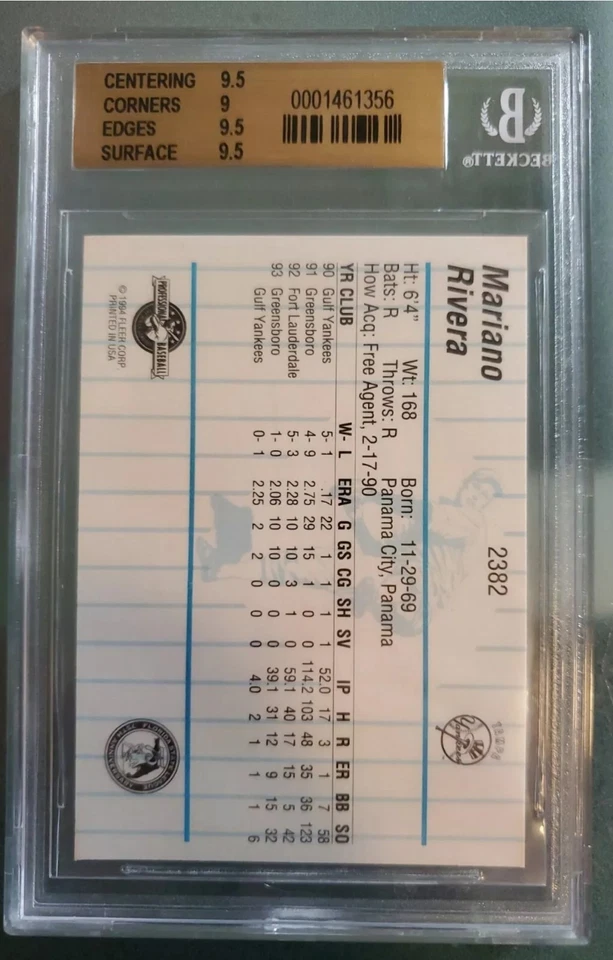 CENTERING 9.5
CORNERS 9
EDGES 9.5
SURFACE 9.5
0001461356
B
BECKETT®
Mariano
Rivera
2382
Yankees
Ht: 6'4" Wt: 168 Born: 11-29-69
Bats: R Throws: R Panama City, Panama
How Acq: Free Agent, 2-17-90
YR CLUB W- L ERA G GS CG SH SV IP H R ER BB SO
90 Gulf Yankees 5- 1 .17 22 1 1 1 1 52.0 17 3 1 7 58
91 Greensboro 4- 9 2.75 29 15 1 0 0 114.2 103 48 35 36 123
92 Fort Lauderdale 5- 3 2.28 10 10 3 1 0 59.1 40 17 15 5 42
93 Greensboro 1- 0 2.06 10 10 0 0 0 39.1 31 12 9 15 32
Gulf Yankees 0- 1 2.25 2 2 0 0 0 4.0 2 1 1 1 6
PROFESSIONAL BASEBALL
© 1994 FLEER CORP.
PRINTED IN USA
FLORIDA STATE LEAGUE